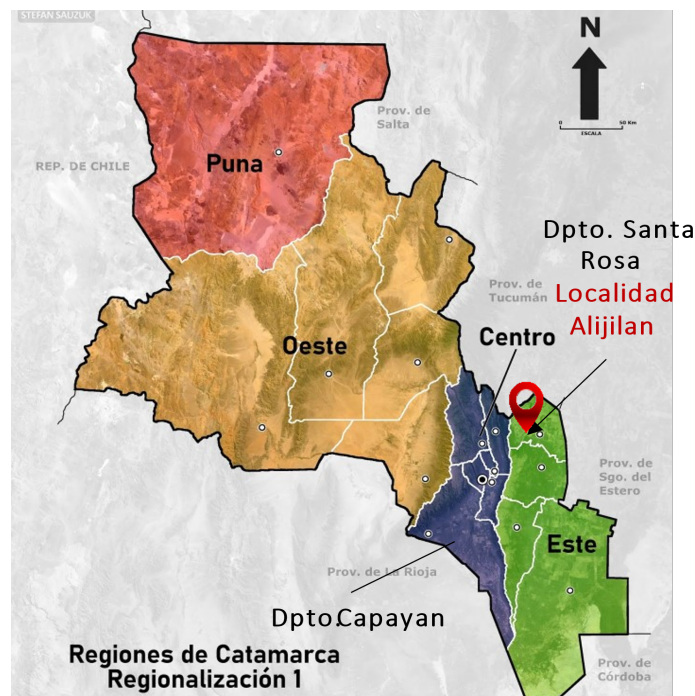 STEFAN SAUZUK
N
0 50 Km
ESCALA
Prov. de
Salta
REP. DE CHILE
Puna
Dpto. Santa
Rosa
Localidad
Alijilan
Prov. de
Tucumán
Centro
Oeste
Prov. de
Sgo. del
Estero
Este
Prov. de La Rioja
Dpto.Capayan
Regiones de Catamarca
Regionalización 1
Prov. de
Córdoba